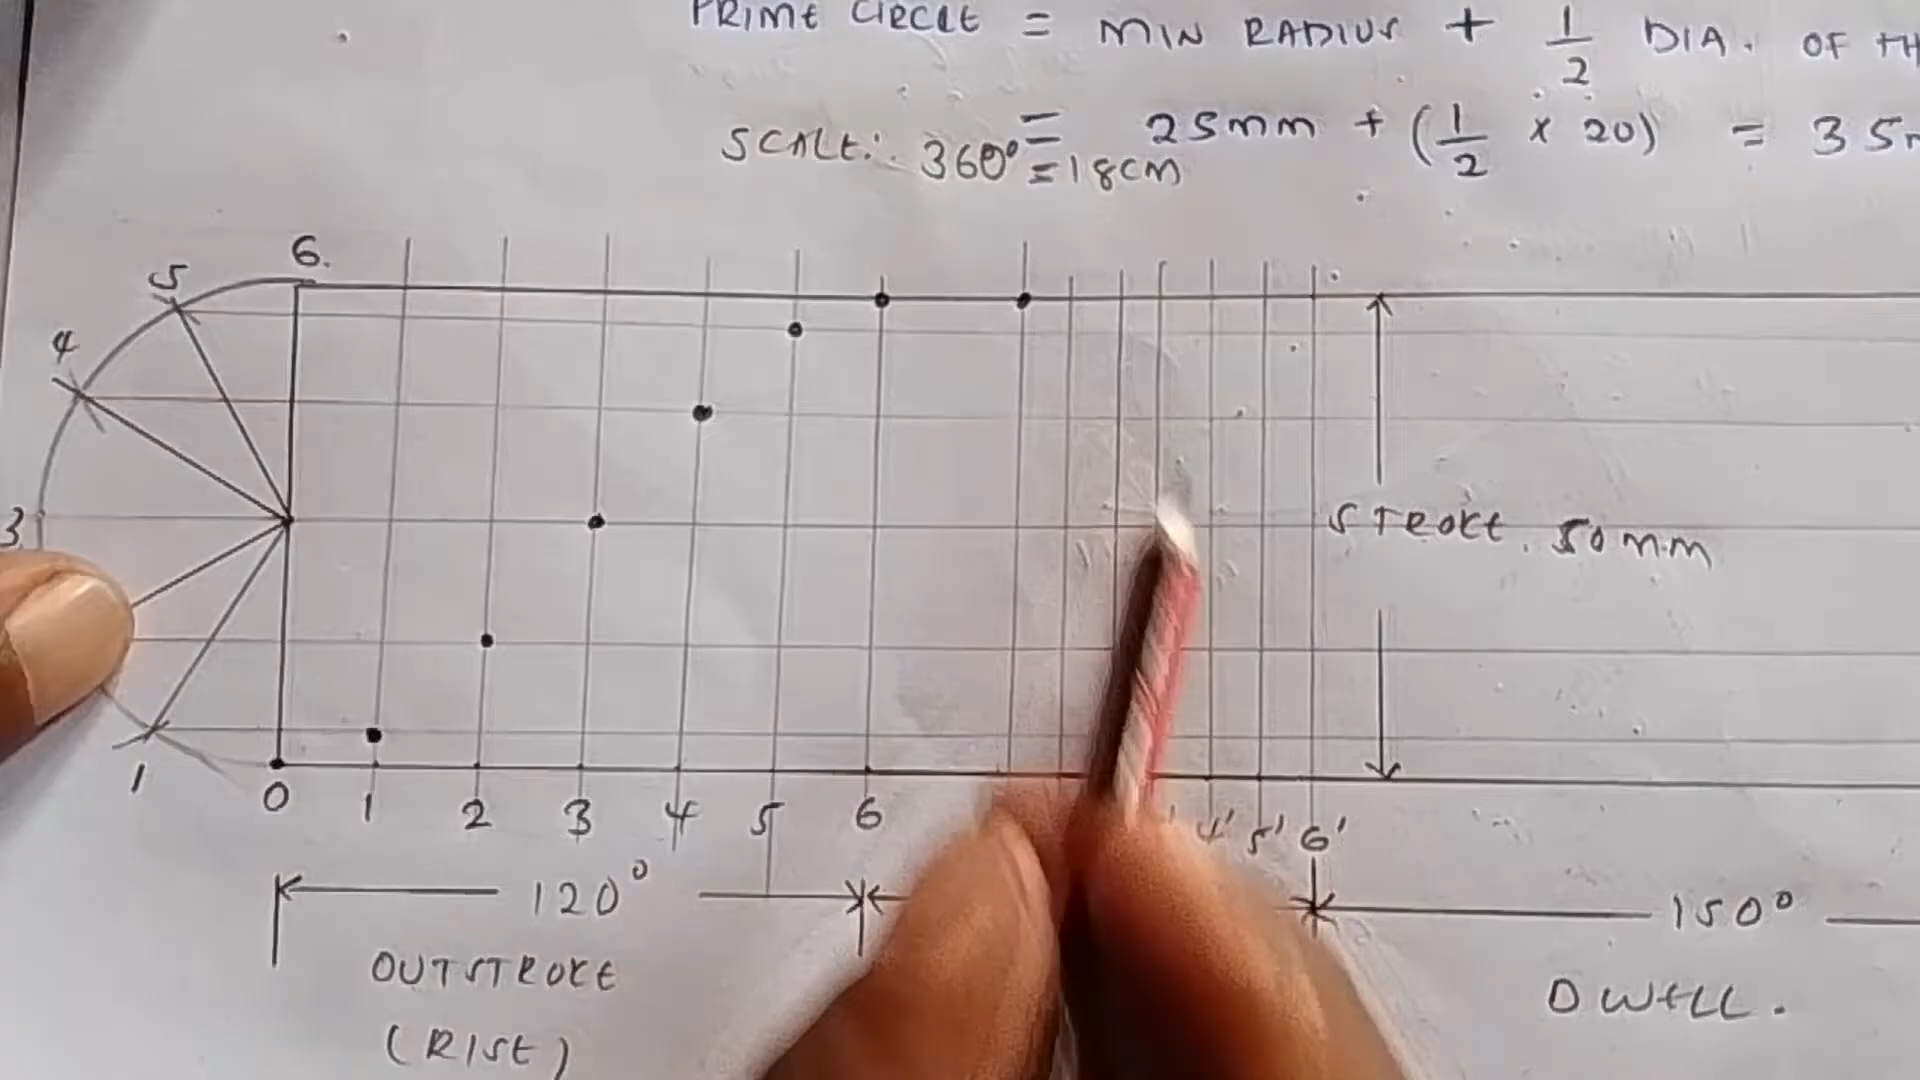 PRIME CIRCLE = MIN RADIUS + 1/2 DIA. OF
= 25mm + (1/2 × 20) = 35
SCALE: 360° = 18cm
6.
5
4
3
STROKE. 50mm
1
0 1 2 3 4 5 6 4' 5' 6'
120° 150°
OUTSTROKE DWELL.
(RISE)